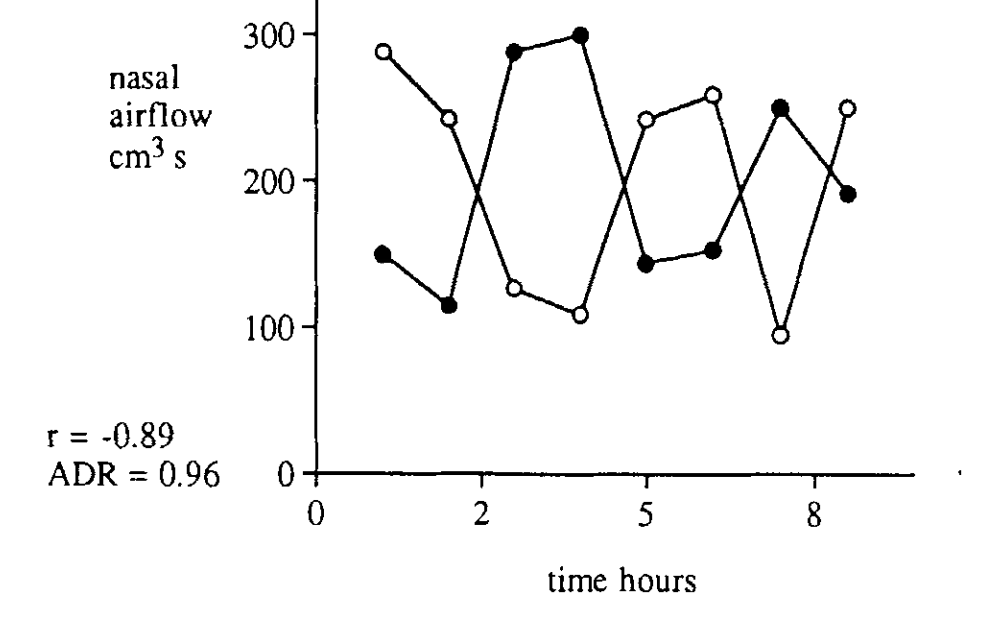 300
nasal
airflow
cm³ s
200
100
r = -0.89
ADR = 0.96
0
0 2 5 8
time hours